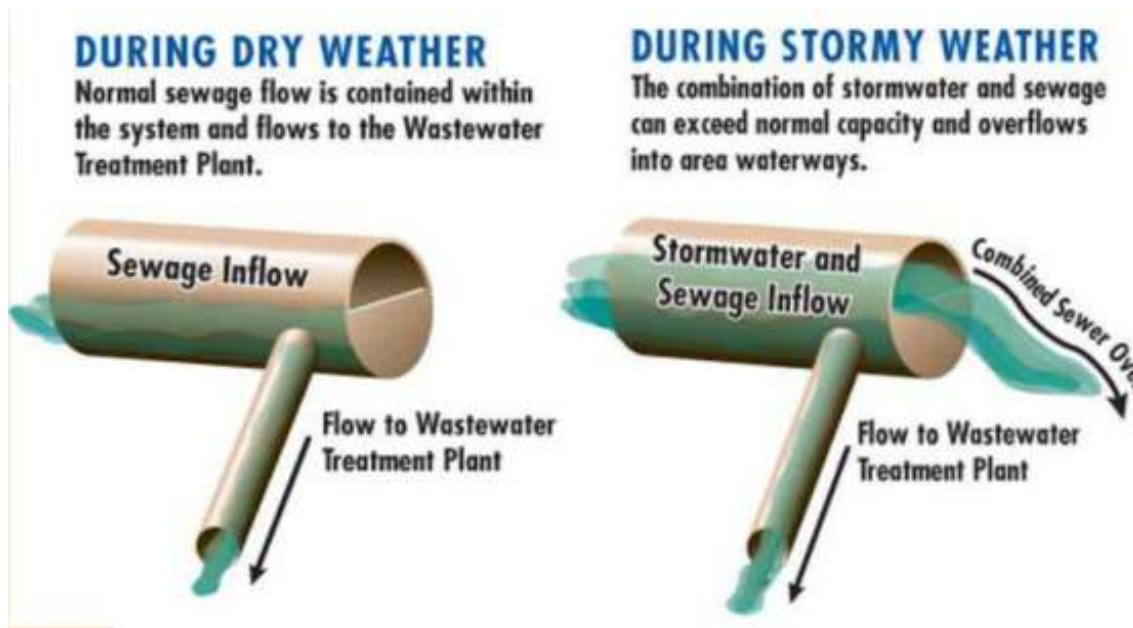 DURING DRY WEATHER
Normal sewage flow is contained within
the system and flows to the Wastewater
Treatment Plant.
Sewage Inflow
Flow to Wastewater
Treatment Plant
DURING STORMY WEATHER
The combination of stormwater and sewage
can exceed normal capacity and overflows
into area waterways.
Stormwater and
Sewage Inflow
Combined Sewer Over
Flow to Wastewater
Treatment Plant